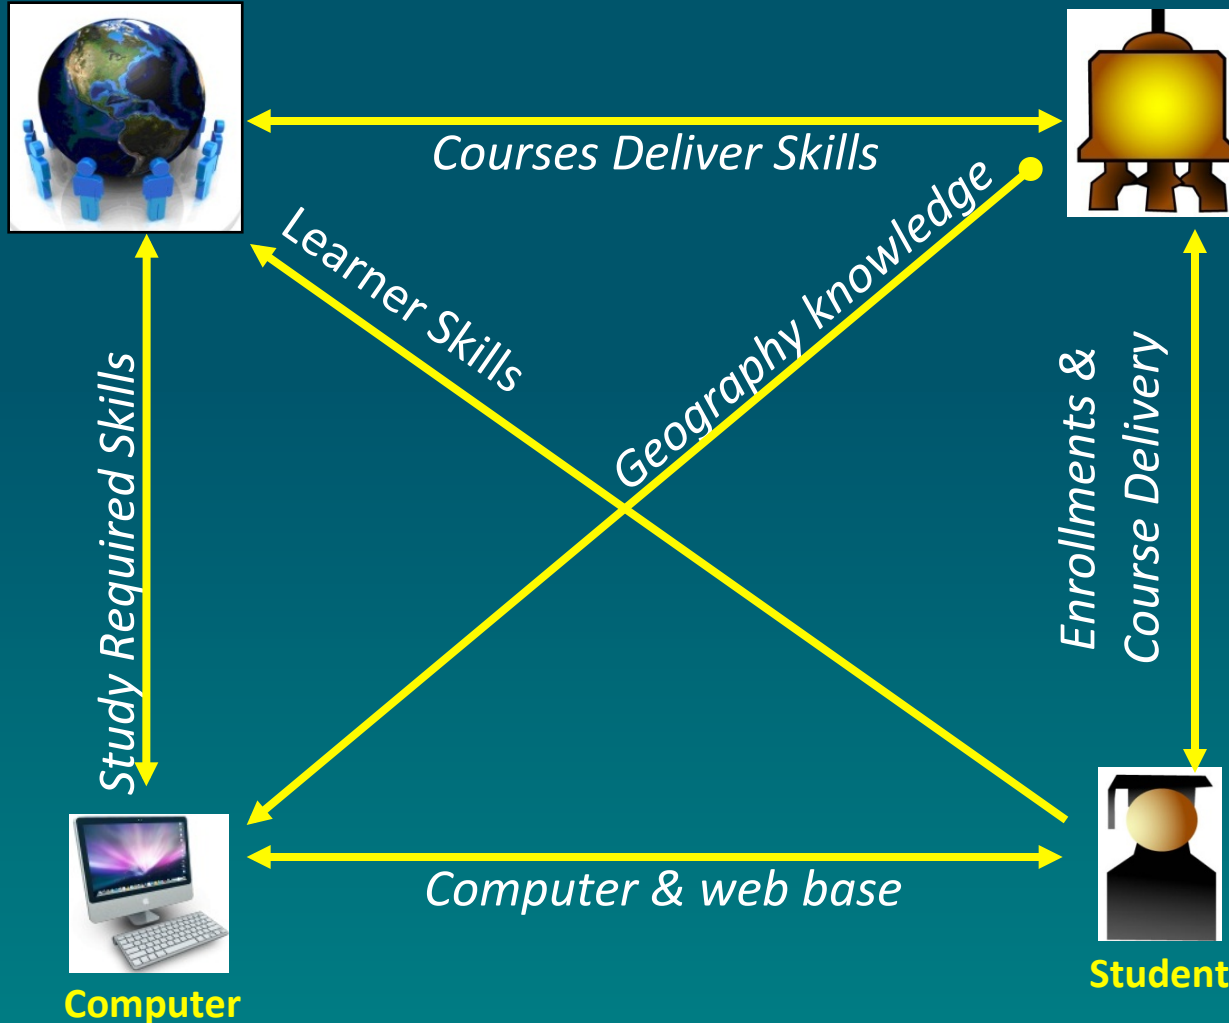 Courses Deliver Skills
Learner Skills
Geography knowledge
Study Required Skills
Enrollments &
Course Delivery
Computer & web base
Computer
Student